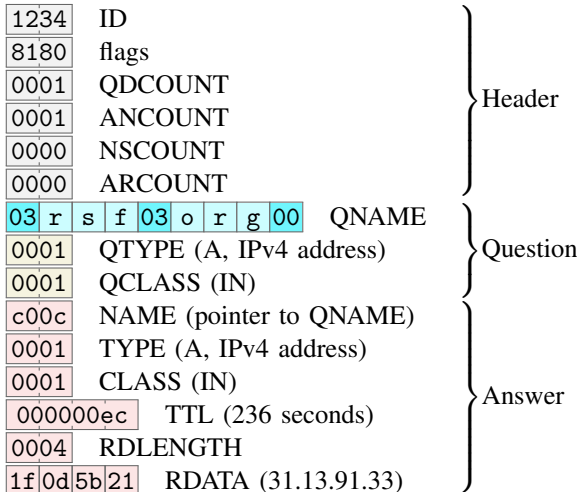 1234 ID
8180 flags
0001 QDCOUNT
0001 ANCOUNT
Header
0000 NSCOUNT
0000 ARCOUNT
03 r s f 03 o r g 00 QNAME
0001 QTYPE (A, IPv4 address)
Question
0001 QCLASS (IN)
c00c NAME (pointer to QNAME)
0001 TYPE (A, IPv4 address)
0001 CLASS (IN)
Answer
000000ec TTL (236 seconds)
0004 RDLENGTH
1f 0d 5b 21 RDATA (31.13.91.33)